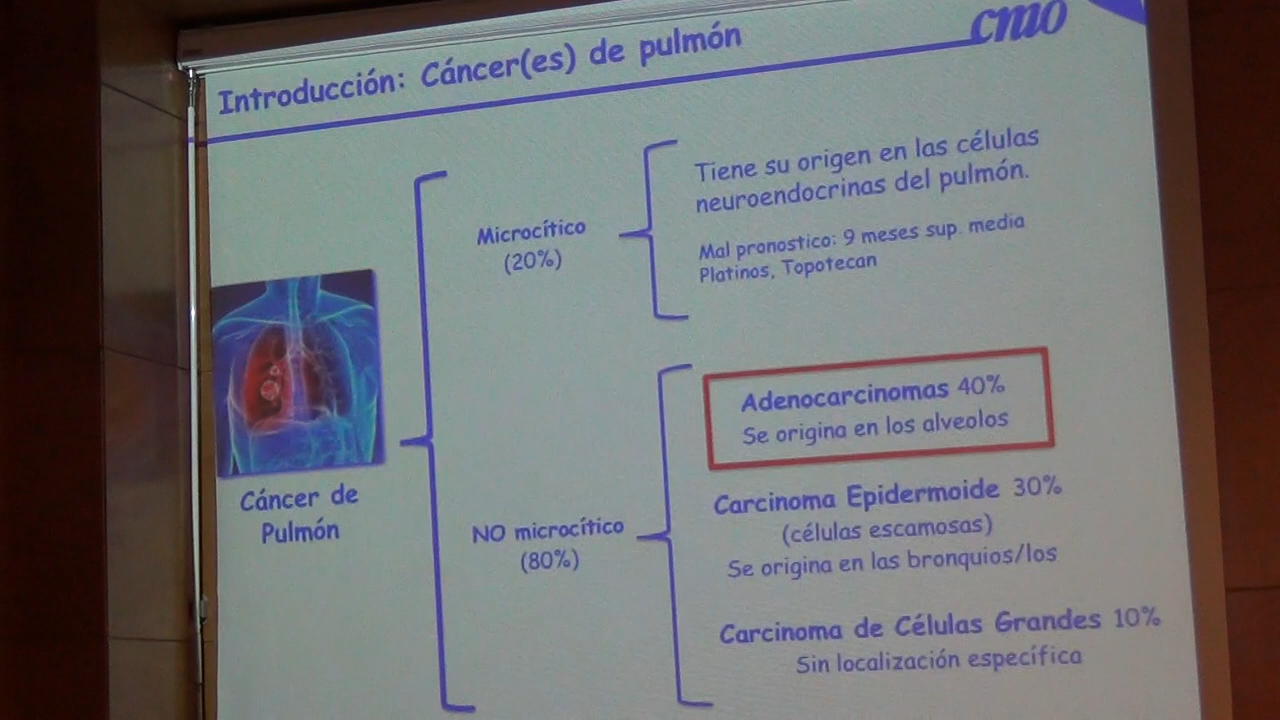 cmo
Introducción: Cáncer(es) de pulmón
Cáncer de
Pulmón
Microcítico
(20%)
Tiene su origen en las células
neuroendocrinas del pulmón.
Mal pronostico: 9 meses sup. media
Platinos, Topotecan
NO microcítico
(80%)
Adenocarcinomas 40%
Se origina en los alveolos
Carcinoma Epidermoide 30%
(células escamosas)
Se origina en las bronquios/los
Carcinoma de Células Grandes 10%
Sin localización específica